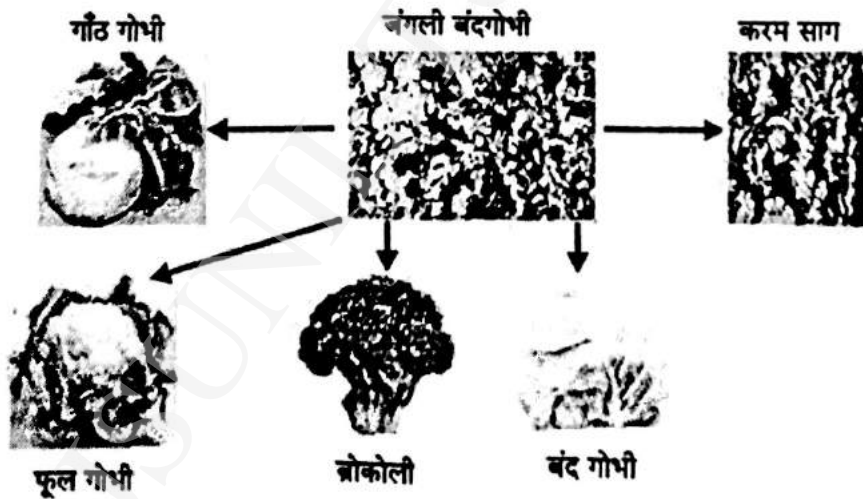 गाँठ गोभी
जंगली बंदगोभी
करम साग
फूल गोभी
ब्रोकोली
बंद गोभी